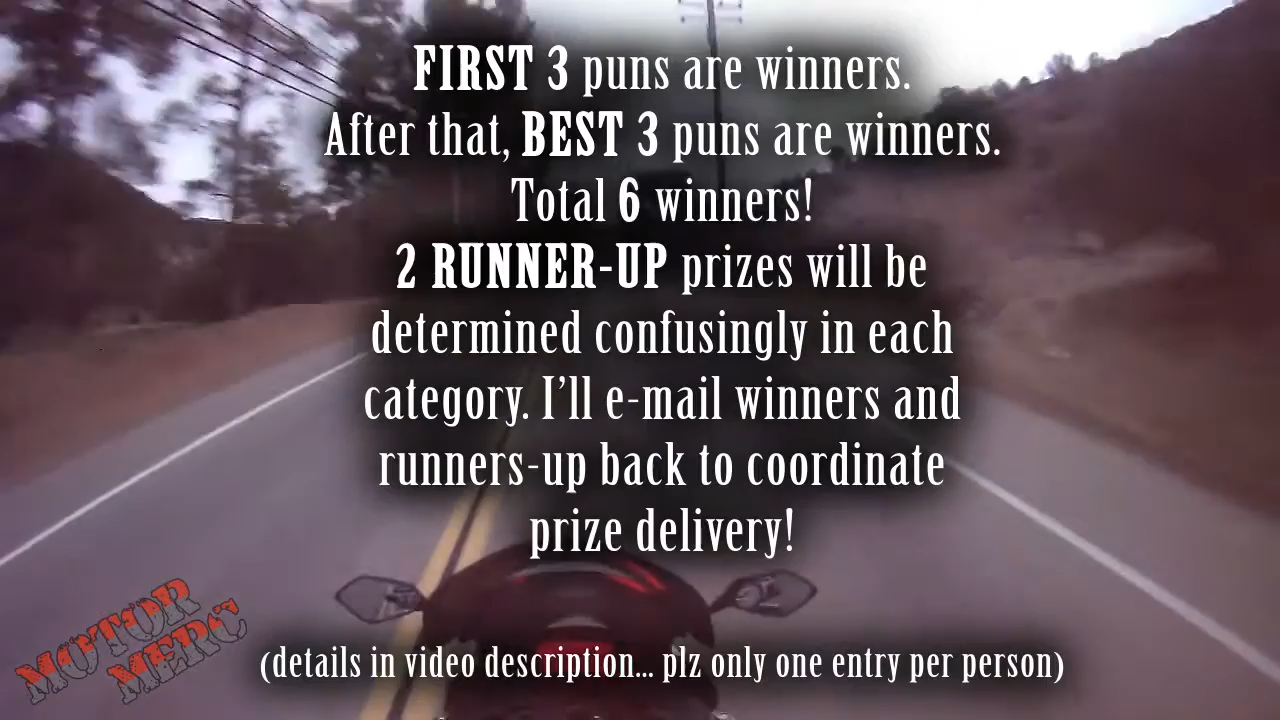 FIRST 3 puns are winners.
After that, BEST 3 puns are winners.
Total 6 winners!
2 RUNNER-UP prizes will be
determined confusingly in each
category. I'll e-mail winners and
runners-up back to coordinate
prize delivery!
MOTOR
MERC
(details in video description... plz only one entry per person)